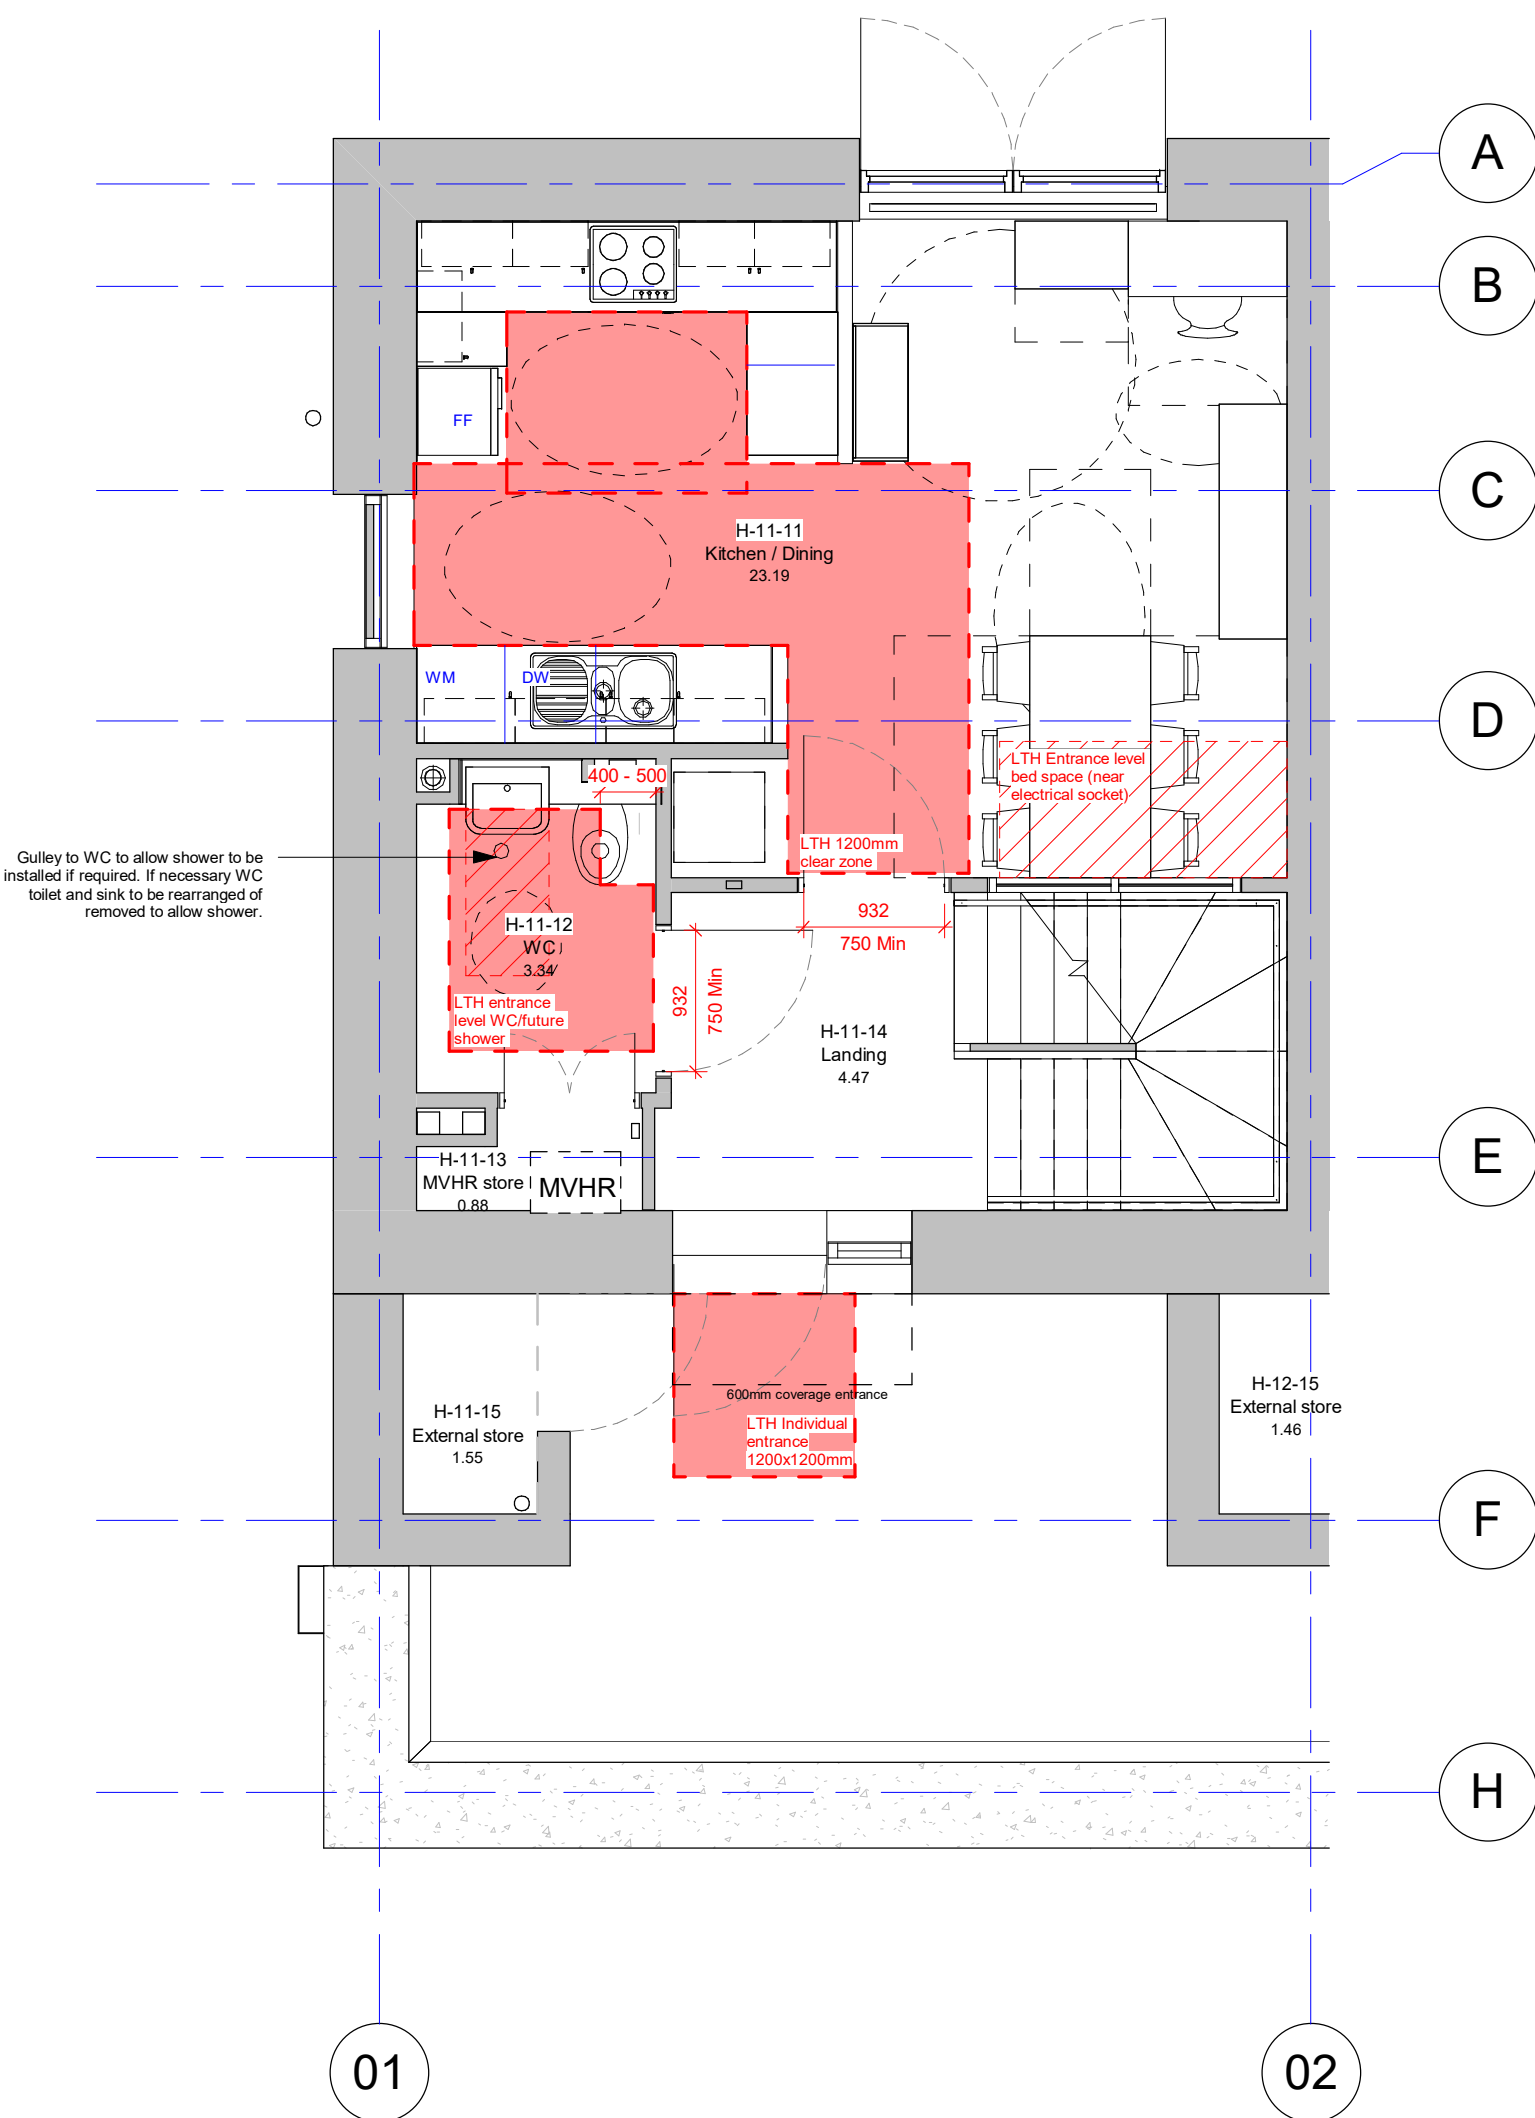 A
B
FF
C
H-11-11
Kitchen / Dining
23.19
WM
DW
D
LTH Entrance level
bed space (near
electrical socket)
400 - 500
LTH 1200mm
clear zone
Gulley to WC to allow shower to be
installed if required. If necessary WC
toilet and sink to be rearranged of
removed to allow shower.
932
750 Min
H-11-12
WC
3.34
932
750 Min
LTH entrance
level WC/future
shower
H-11-14
Landing
4.47
E
H-11-13
MVHR store
0.88
MVHR
600mm coverage entrance
LTH Individual
entrance
1200x1200mm
H-11-15
External store
1.55
H-12-15
External store
1.46
F
H
01
02